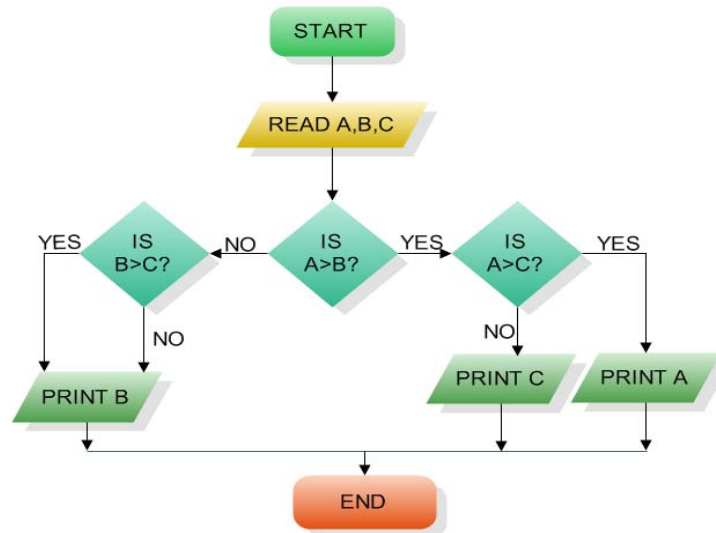 START
READ A,B,C
YES
IS
B>C?
NO
IS
A>B?
YES
IS
A>C?
YES
NO
NO
PRINT B
PRINT C
PRINT A
END